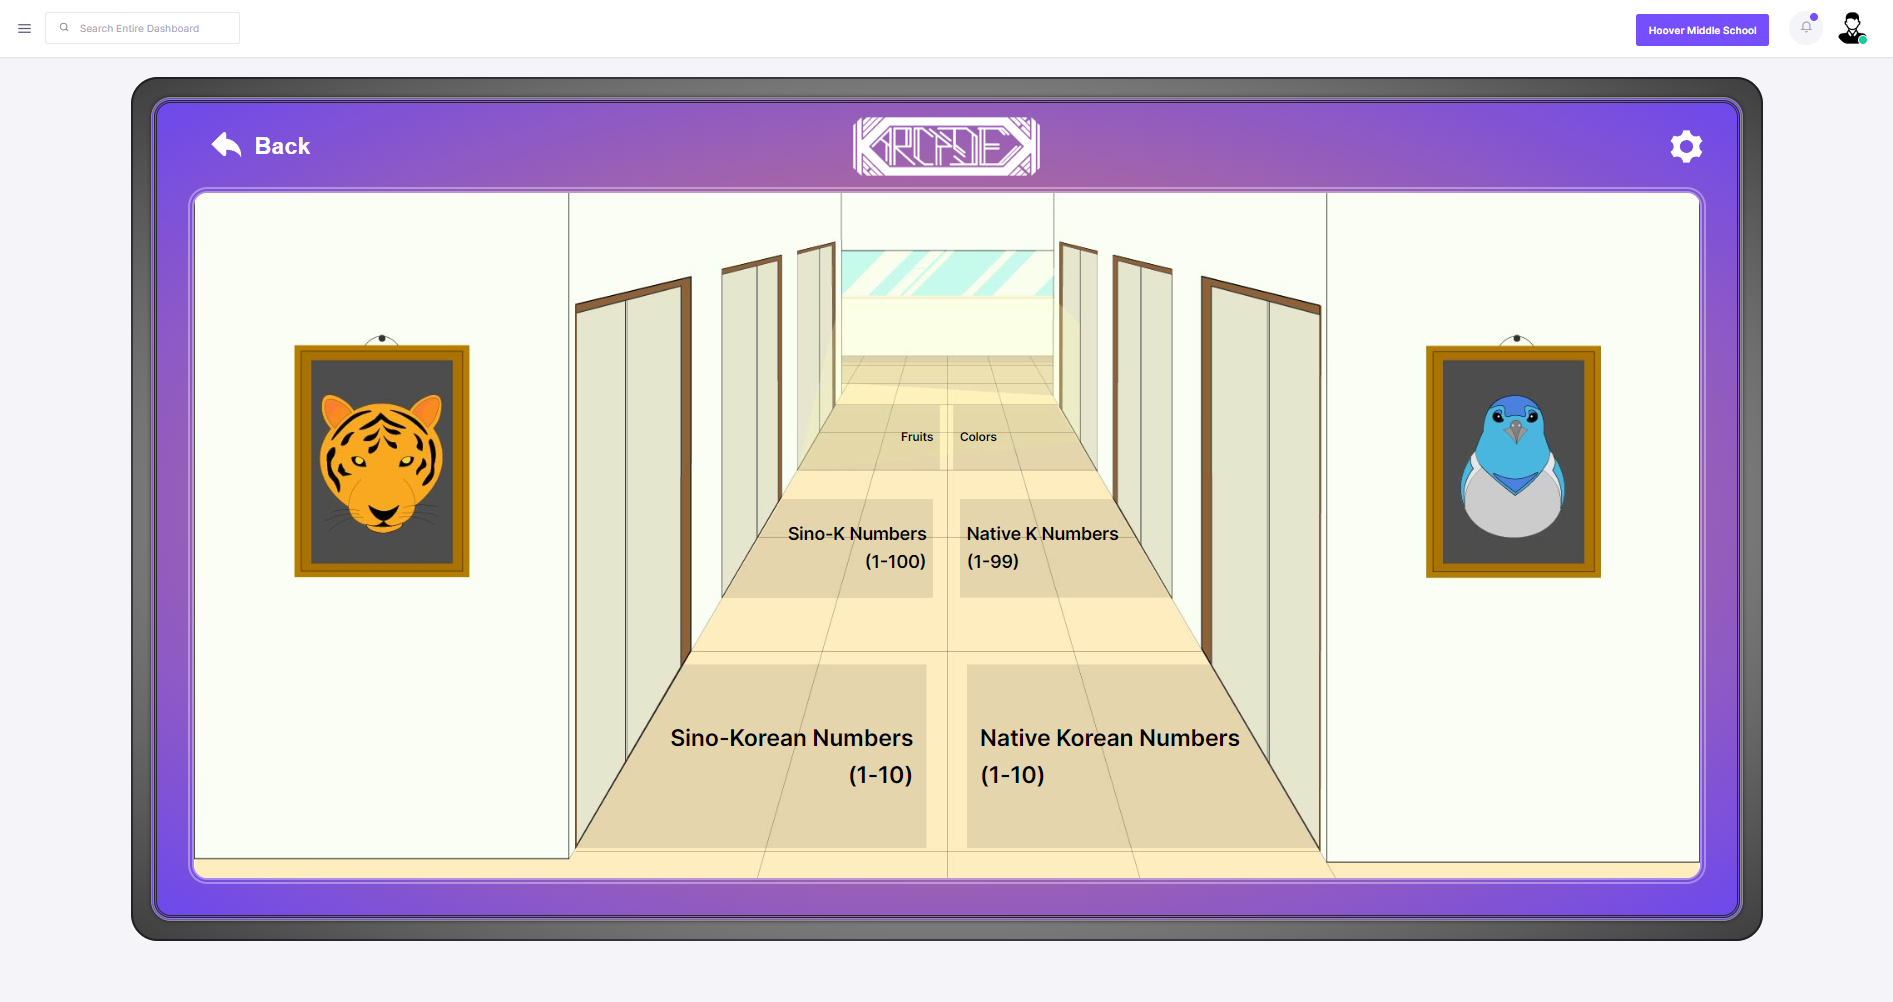 Search Entire Dashboard
Hoover Middle School
Back
KARCADE
Fruits
Colors
Sino-K Numbers
(1-100)
Native K Numbers
(1-99)
Sino-Korean Numbers
(1-10)
Native Korean Numbers
(1-10)